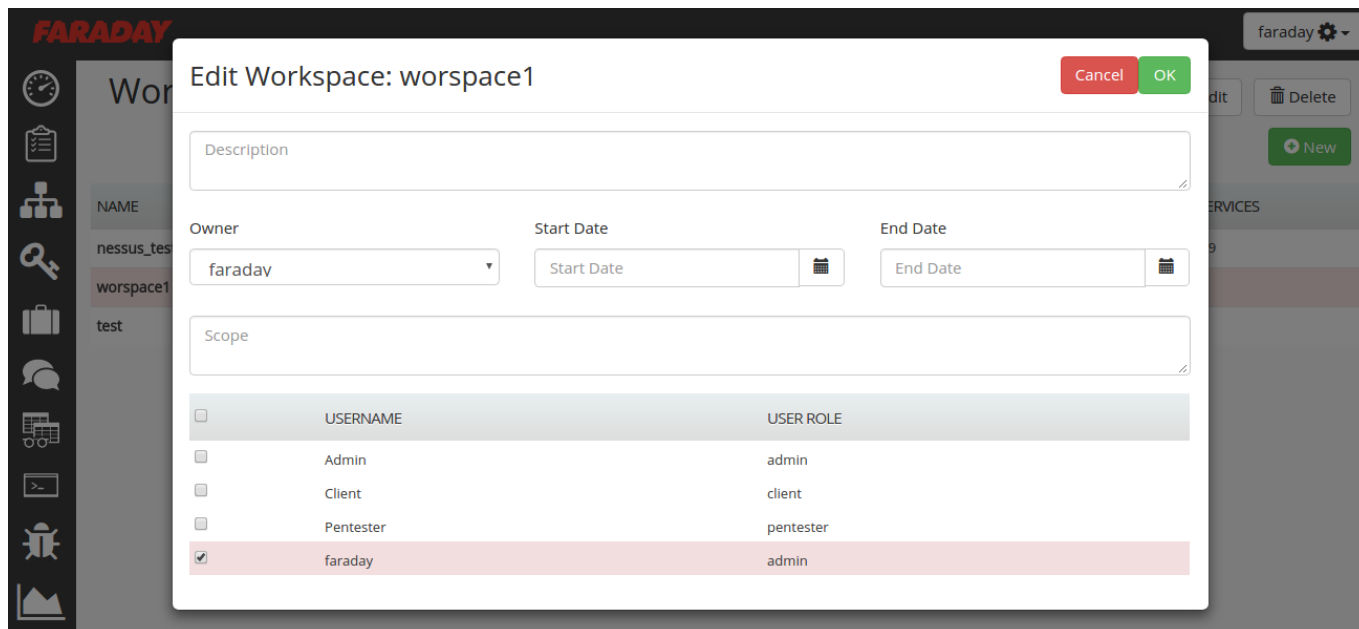 FARADAY
faraday
Edit Workspace: worspace1
Cancel
OK
Wor
dit
Delete
Description
New
NAME
ERVICES
Owner
Start Date
End Date
nessus_tes
9
faraday
Start Date
End Date
worspace1
test
Scope
USERNAME USER ROLE
Admin admin
Client client
Pentester pentester
faraday admin